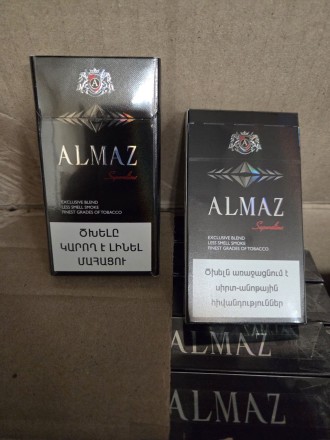 ALMAZ
Superslims
EXCLUSIVE BLEND
LESS SMELL SMOKE
FINEST GRADES OF TOBACCO
ԾԽԵԼԸ
ԿԱՐՈՂ Է ԼԻՆԵԼ
ՄԱՀԱՑՈՒ
ALMAZ
Superslims
EXCLUSIVE BLEND
LESS SMELL SMOKE
FINEST GRADES OF TOBACCO
Ծխելն առաջացնում է
սիրտ-անոթային
հիվանդություններ
ALMAZ
ALMAZ